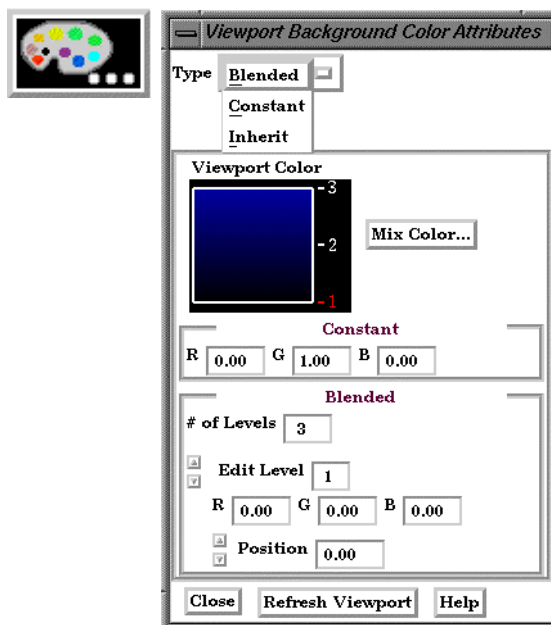 Viewport Background Color Attributes
Type Blended
Constant
Inherit
Viewport Color
3
2
1
Mix Color...
Constant
R 0.00 G 1.00 B 0.00
Blended
# of Levels 3
Edit Level 1
R 0.00 G 0.00 B 0.00
Position 0.00
Close Refresh Viewport Help